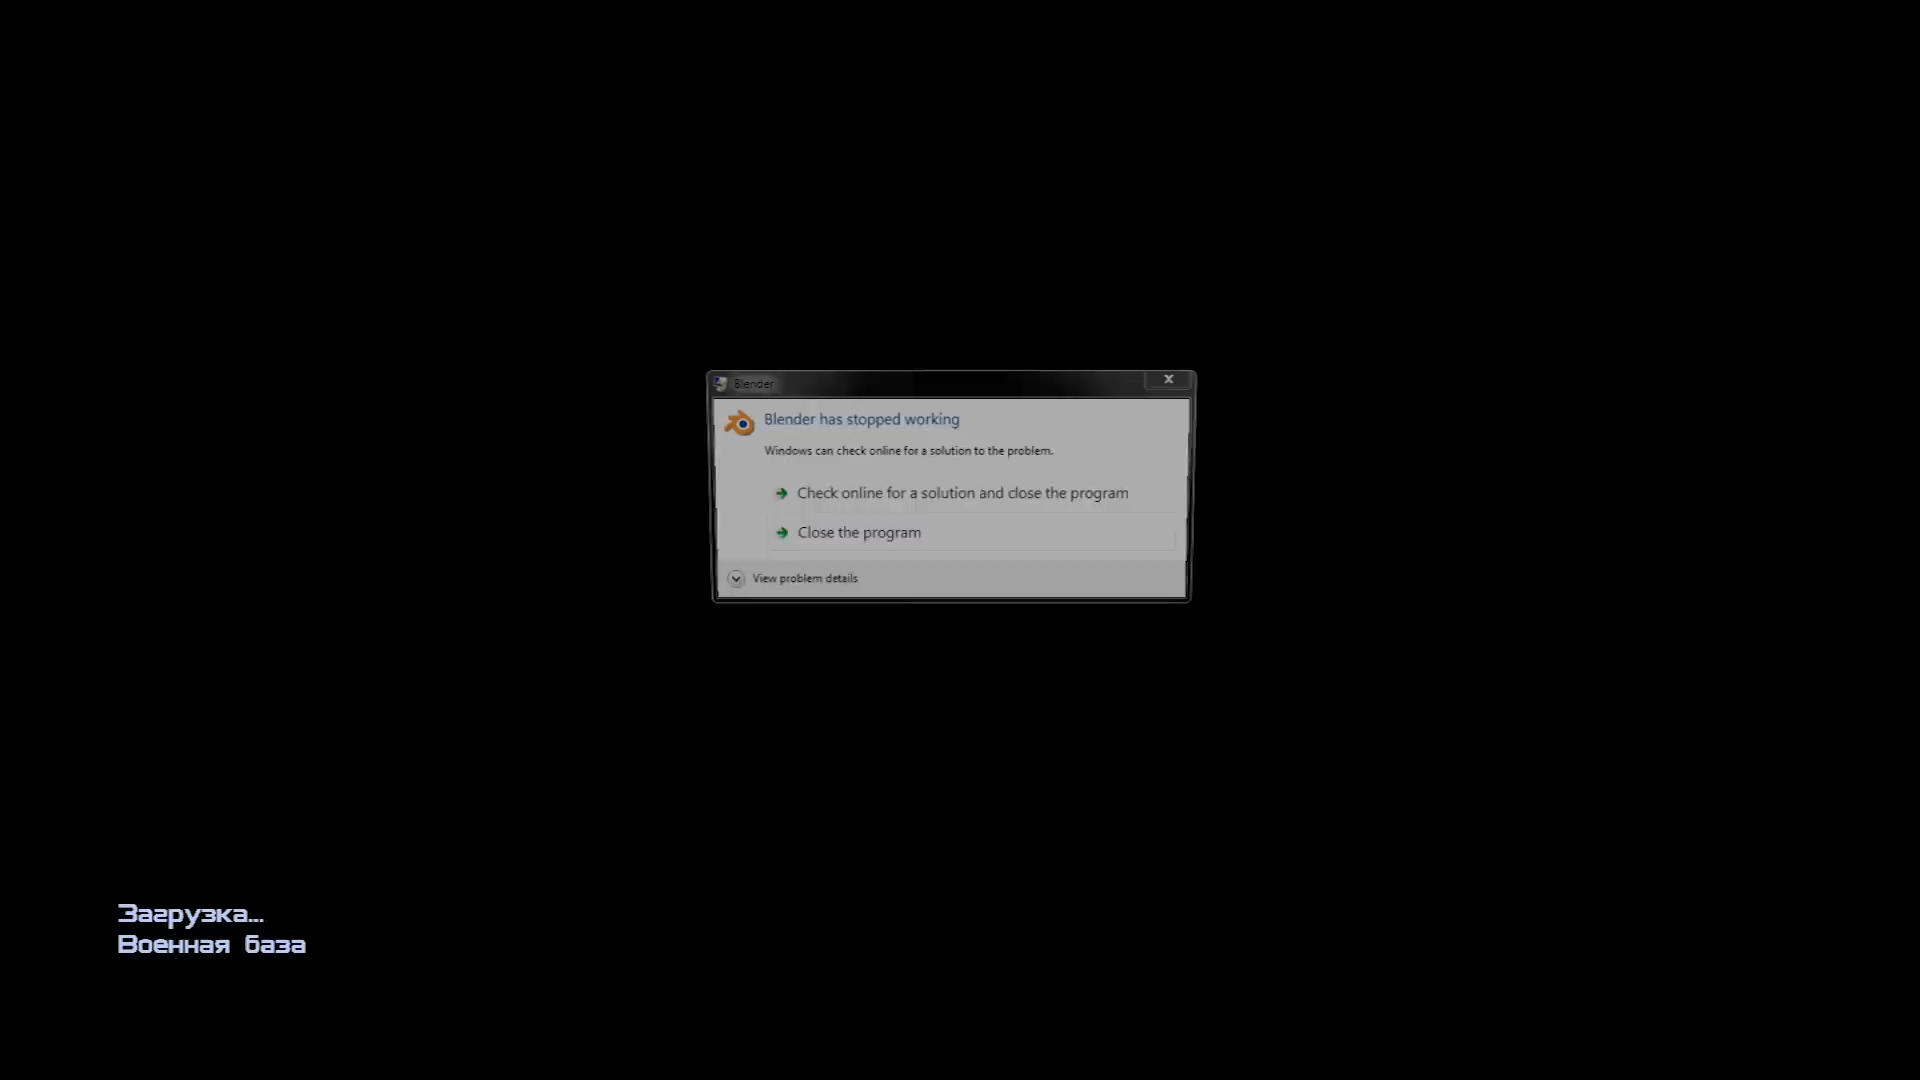 Blender
Blender has stopped working
Windows can check online for a solution to the problem.
Check online for a solution and close the program
Close the program
View problem details
Загрузка...
Военная база